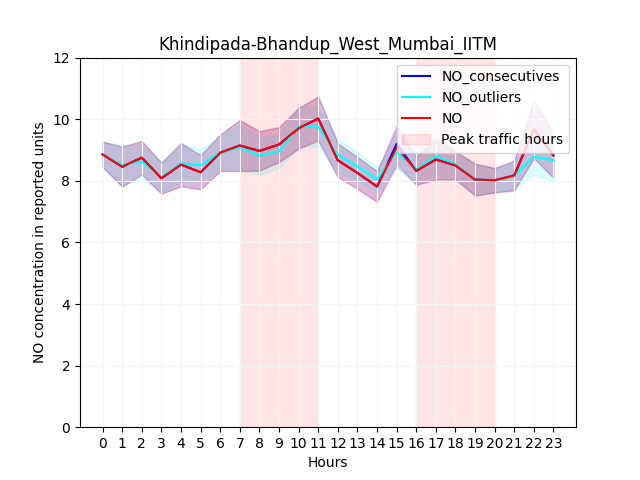 Khindipada-Bhandup_West_Mumbai_IITM
NO_consecutives
NO_outliers
NO
Peak traffic hours
NO concentration in reported units
12
10
8
6
4
2
0
0 1 2 3 4 5 6 7 8 9 10 11 12 13 14 15 16 17 18 19 20 21 22 23
Hours